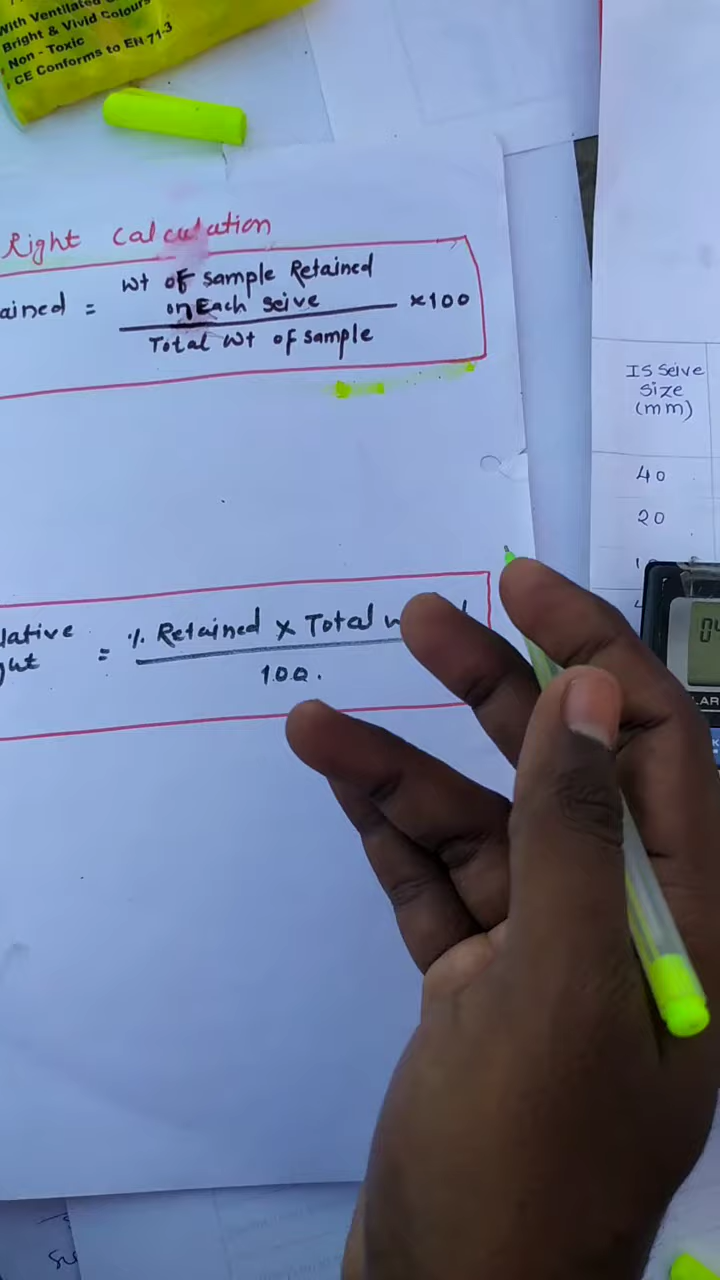 With Ventilated
Bright & Vivid Colours
Non - Toxic
CE Conforms to EN 71-3
Right Calculation
ained = Wt of sample Retained
on Each seive × 100
Total Wt of sample
lative = % Retained × Total
ght
100.
IS Seive
Size
(mm)
40
20